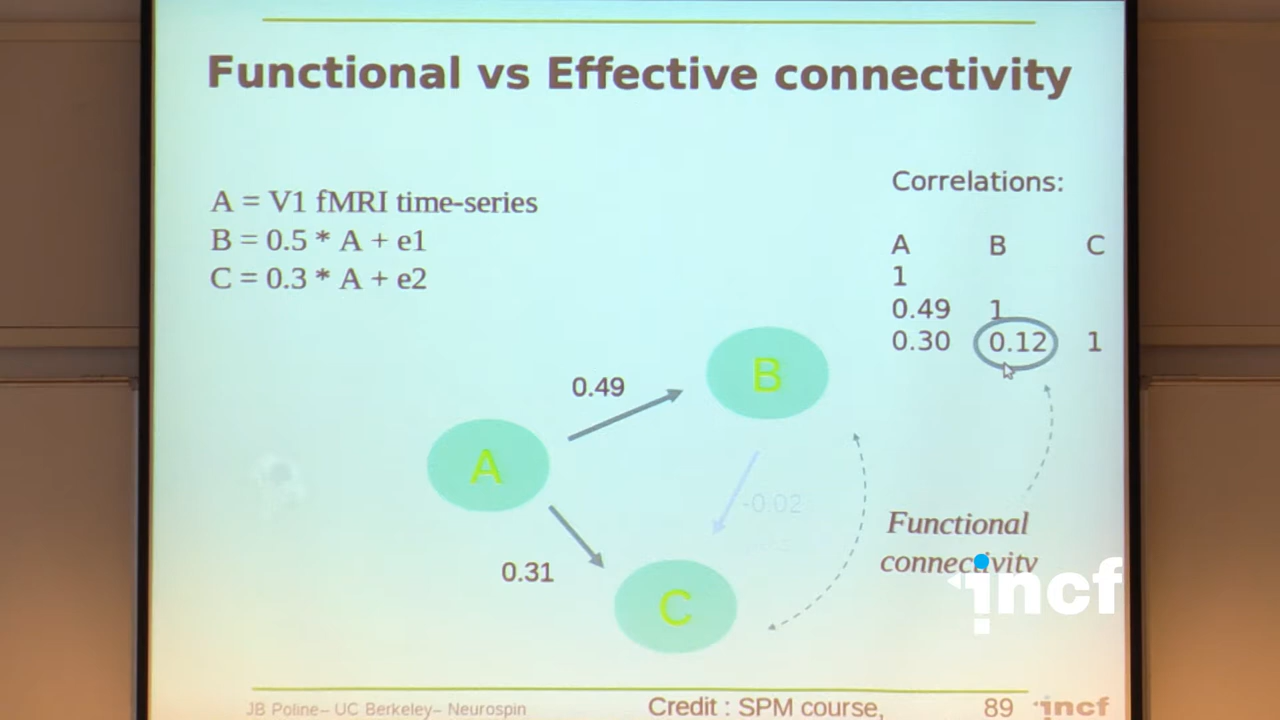 Functional vs Effective connectivity
A = V1 fMRI time-series
B = 0.5 * A + e1
C = 0.3 * A + e2
Correlations:
A B C
1
0.49 1
0.30 0.12 1
0.49
B
A
-0.02
0.31
C
Functional
connectivity
incf
JB Poline– UC Berkeley– Neurospin
Credit : SPM course,
89
incf